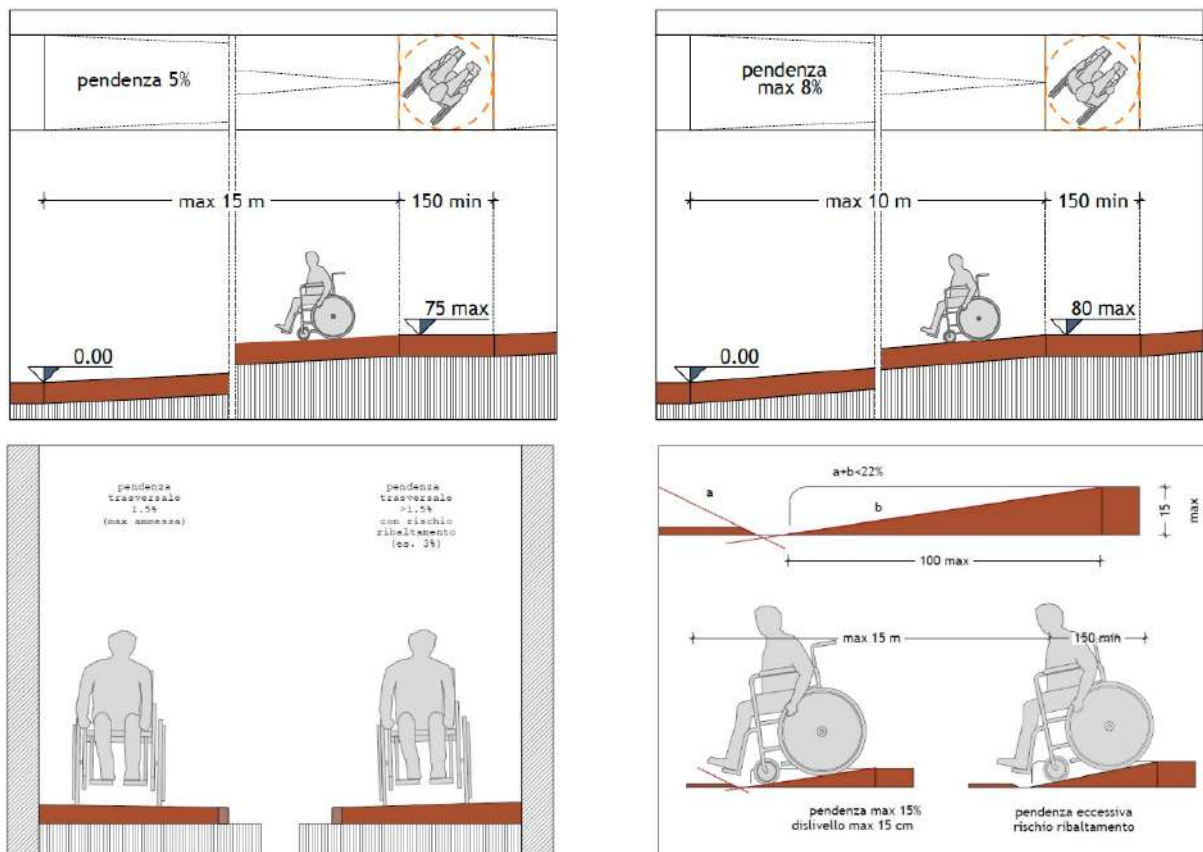 pendenza 5%
max 15 m
150 min
75 max
0.00
pendenza
max 8%
max 10 m
150 min
80 max
0.00
pendenza
trasversale
1.5%
(max ammessa)
pendenza
trasversale
>1.5%
con rischio
ribaltamento
(es. 3%)
a+b<22%
a
b
15
max
100 max
max 15 m
150 min
pendenza max 15%
dislivello max 15 cm
pendenza eccessiva
rischio ribaltamento